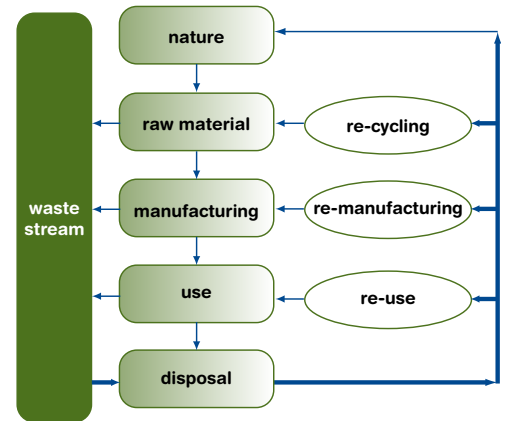 nature
raw material
re-cycling
waste
stream
manufacturing
re-manufacturing
use
re-use
disposal